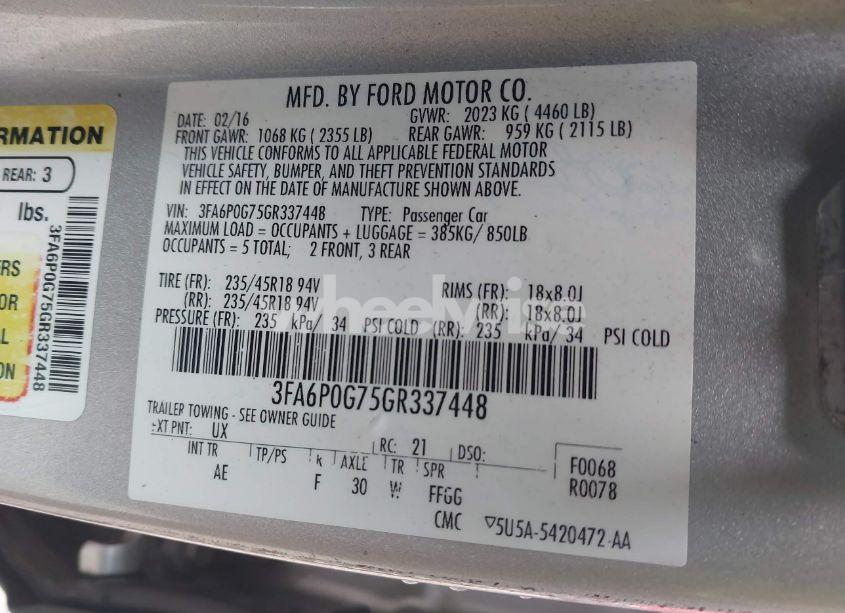 MFD. BY FORD MOTOR CO.
DATE: 02/16 GVWR: 2023 KG ( 4460 LB)
FRONT GAWR: 1068 KG ( 2355 LB) REAR GAWR: 959 KG ( 2115 LB)
THIS VEHICLE CONFORMS TO ALL APPLICABLE FEDERAL MOTOR
VEHICLE SAFETY, BUMPER, AND THEFT PREVENTION STANDARDS
IN EFFECT ON THE DATE OF MANUFACTURE SHOWN ABOVE.
VIN: 3FA6P0G75GR337448 TYPE: Passenger Car
MAXIMUM LOAD = OCCUPANTS + LUGGAGE = 385KG/ 850LB
OCCUPANTS = 5 TOTAL; 2 FRONT, 3 REAR
TIRE (FR): 235/45R18 94V RIMS (FR): 18x8.0J
(RR): 235/45R18 94V (RR): 18x8.0J
PRESSURE (FR): 235 kPa/ 34 PSI COLD (RR): 235 kPa/ 34 PSI COLD
3FA6P0G75GR337448
TRAILER TOWING - SEE OWNER GUIDE
EXT PNT: UX RC: 21 DSO:
INT TR TP/PS R AXLE TR SPR F0068
AE F 30 W FFGG R0078
CMC 5U5A-5420472-AA
RMATION
REAR: 3
lbs.
ERS
OR
AL
ON
3FA6P0G75GR337448
wheelwise